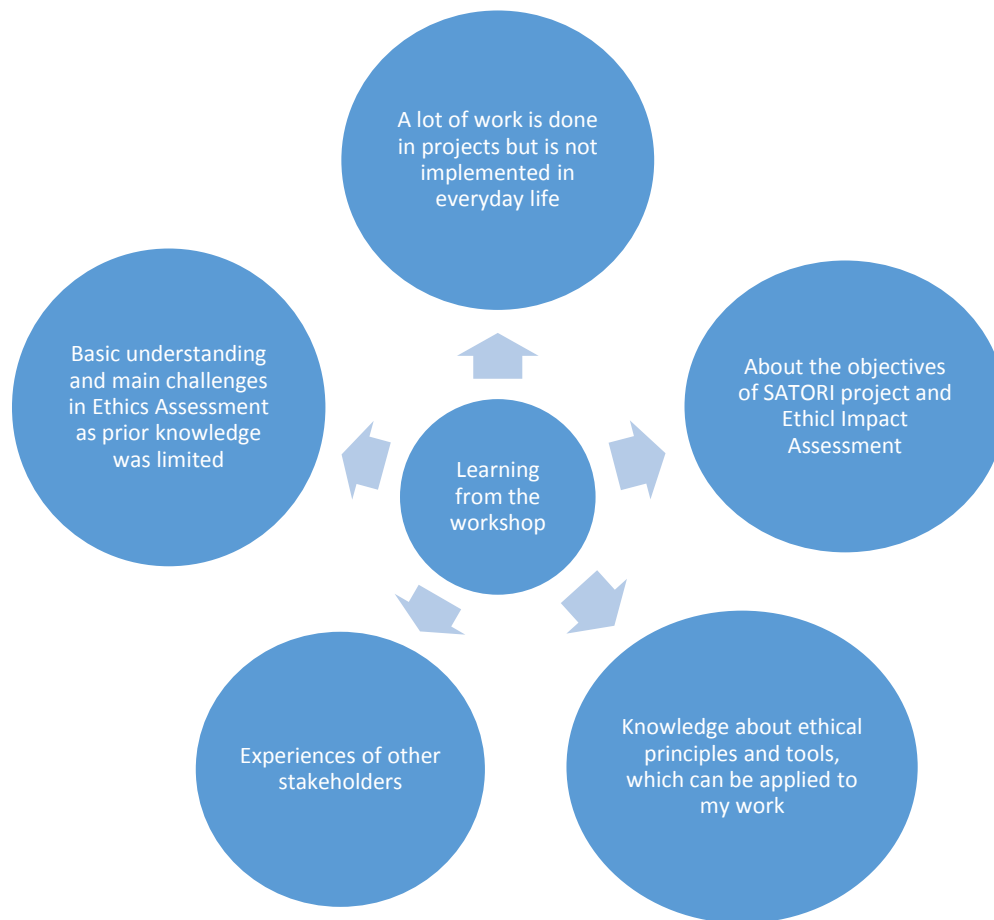 A lot of work is done
in projects but is not
implemented in
everyday life
Basic understanding
and main challenges
in Ethics Assessment
as prior knowledge
was limited
About the objectives
of SATORI project and
Ethicl Impact
Assessment
Learning
from the
workshop
Experiences of other
stakeholders
Knowledge about ethical
principles and tools,
which can be applied to
my work